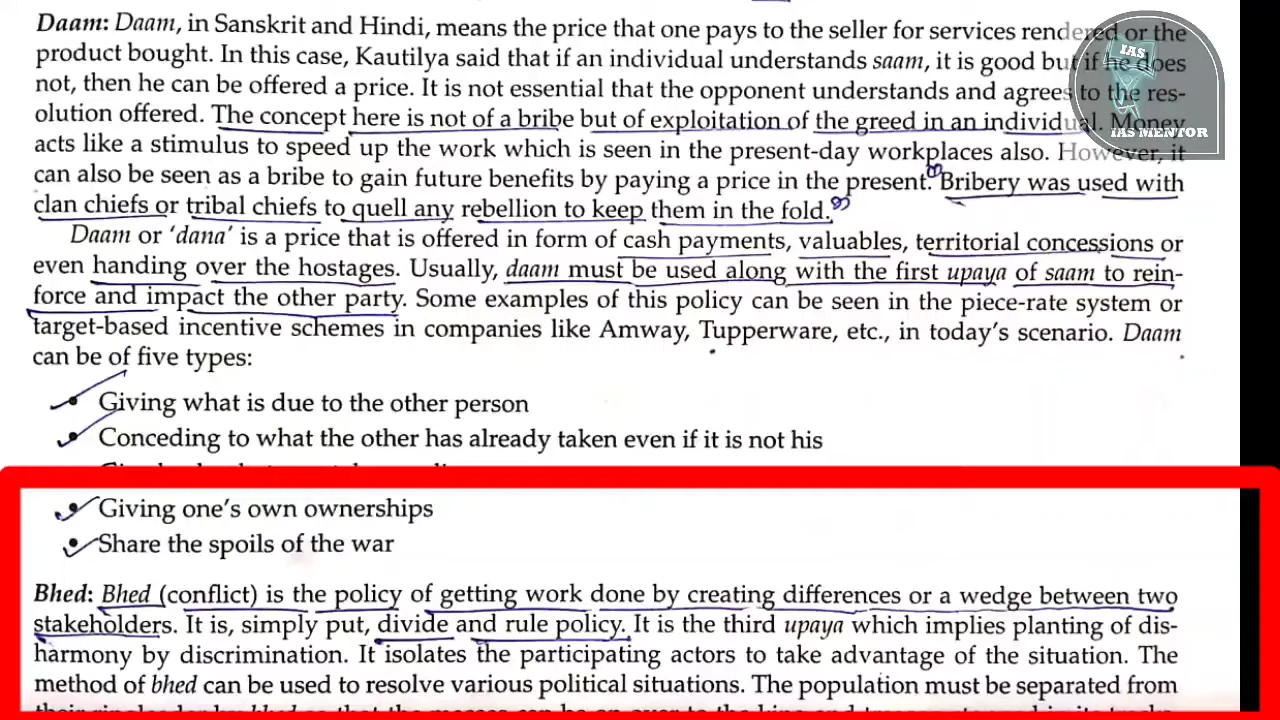 Daam: Daam, in Sanskrit and Hindi, means the price that one pays to the seller for services rendered or the
product bought. In this case, Kautilya said that if an individual understands saam, it is good but if he does
not, then he can be offered a price. It is not essential that the opponent understands and agrees to the res-
olution offered. The concept here is not of a bribe but of exploitation of the greed in an individual. Money
acts like a stimulus to speed up the work which is seen in the present-day workplaces also. However, it
can also be seen as a bribe to gain future benefits by paying a price in the present. Bribery was used with
clan chiefs or tribal chiefs to quell any rebellion to keep them in the fold.
Daam or 'dana' is a price that is offered in form of cash payments, valuables, territorial concessions or
even handing over the hostages. Usually, daam must be used along with the first upaya of saam to rein-
force and impact the other party. Some examples of this policy can be seen in the piece-rate system or
target-based incentive schemes in companies like Amway, Tupperware, etc., in today's scenario. Daam
can be of five types:
• Giving what is due to the other person
• Conceding to what the other has already taken even if it is not his
• Giving one's own ownerships
• Share the spoils of the war
Bhed: Bhed (conflict) is the policy of getting work done by creating differences or a wedge between two
stakeholders. It is, simply put, divide and rule policy. It is the third upaya which implies planting of dis-
harmony by discrimination. It isolates the participating actors to take advantage of the situation. The
method of bhed can be used to resolve various political situations. The population must be separated from
IAS
IAS MENTOR